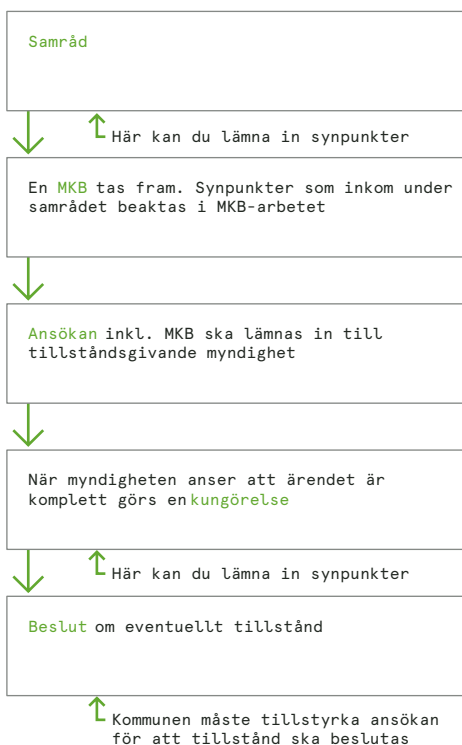 Samråd
Här kan du lämna in synpunkter
En MKB tas fram. Synpunkter som inkom under
samrådet beaktas i MKB-arbetet
Ansökan inkl. MKB ska lämnas in till
tillståndsgivande myndighet
När myndigheten anser att ärendet är
komplett görs en kungörelse
Här kan du lämna in synpunkter
Beslut om eventuellt tillstånd
Kommunen måste tillstyrka ansökan
för att tillstånd ska beslutas